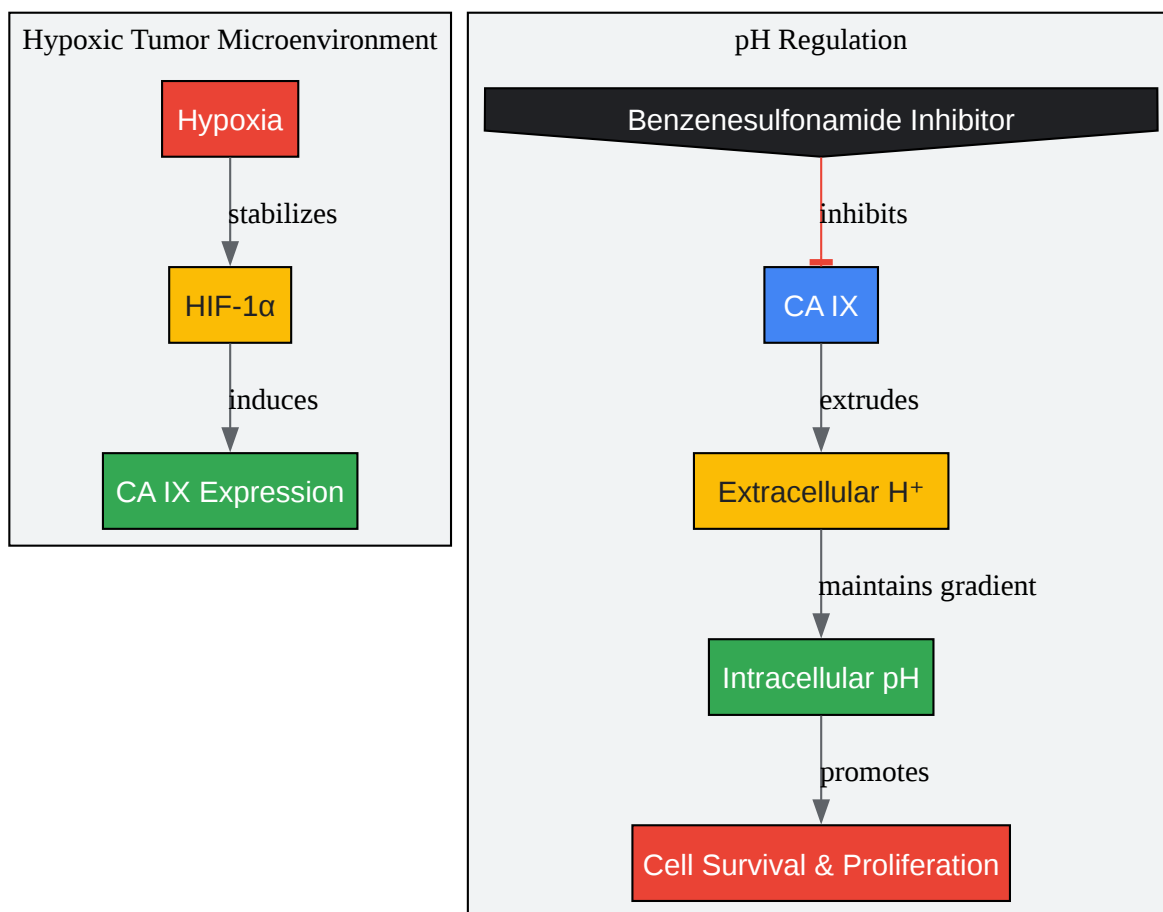 Hypoxic Tumor Microenvironment
Hypoxia
stabilizes
HIF-1α
induces
CA IX Expression
pH Regulation
Benzenesulfonamide Inhibitor
inhibits
CA IX
extrudes
Extracellular H⁺
maintains gradient
Intracellular pH
promotes
Cell Survival & Proliferation